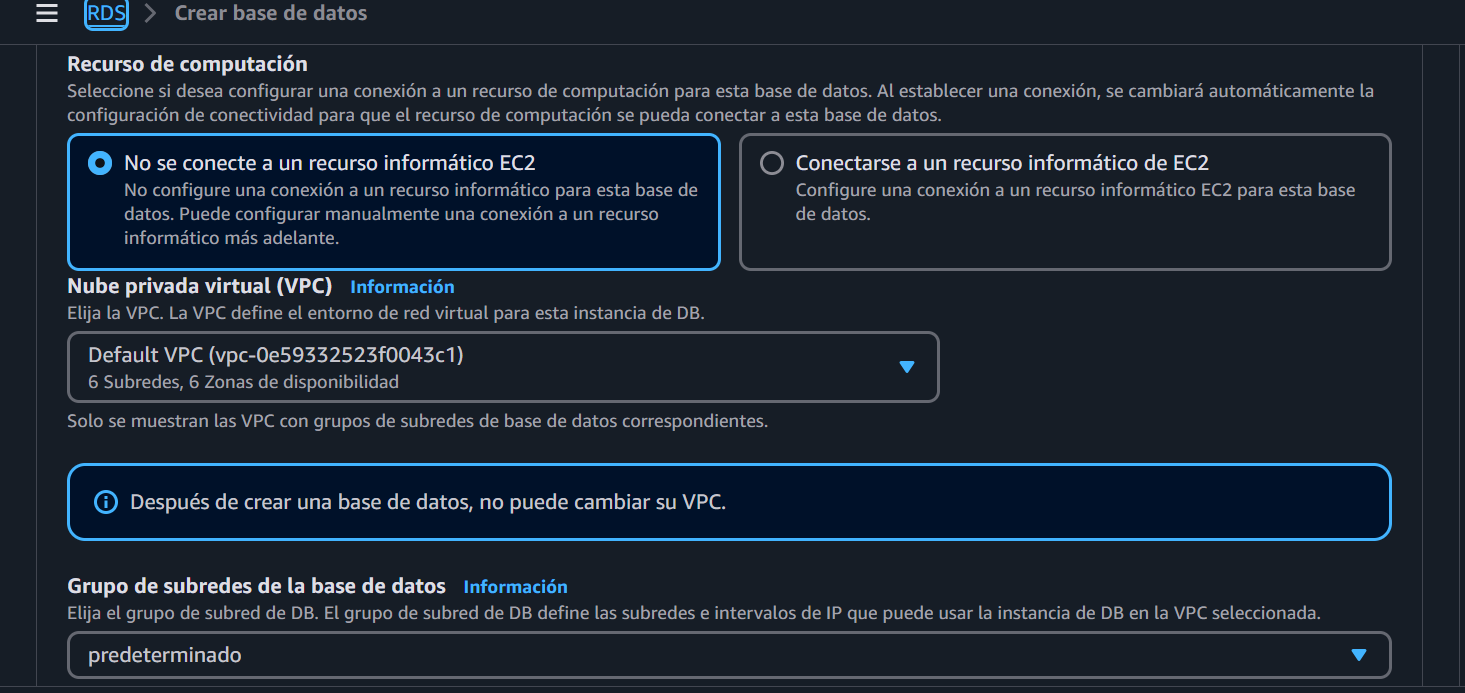 RDS > Crear base de datos
Recurso de computación
Seleccione si desea configurar una conexión a un recurso de computación para esta base de datos. Al establecer una conexión, se cambiará automáticamente la
configuración de conectividad para que el recurso de computación se pueda conectar a esta base de datos.
No se conecte a un recurso informático EC2
No configure una conexión a un recurso informático para esta base de
datos. Puede configurar manualmente una conexión a un recurso
informático más adelante.
Conectarse a un recurso informático de EC2
Configure una conexión a un recurso informático EC2 para esta base
de datos.
Nube privada virtual (VPC) Información
Elija la VPC. La VPC define el entorno de red virtual para esta instancia de DB.
Default VPC (vpc-0e59332523f0043c1)
6 Subredes, 6 Zonas de disponibilidad
Solo se muestran las VPC con grupos de subredes de base de datos correspondientes.
Después de crear una base de datos, no puede cambiar su VPC.
Grupo de subredes de la base de datos Información
Elija el grupo de subred de DB. El grupo de subred de DB define las subredes e intervalos de IP que puede usar la instancia de DB en la VPC seleccionada.
predeterminado